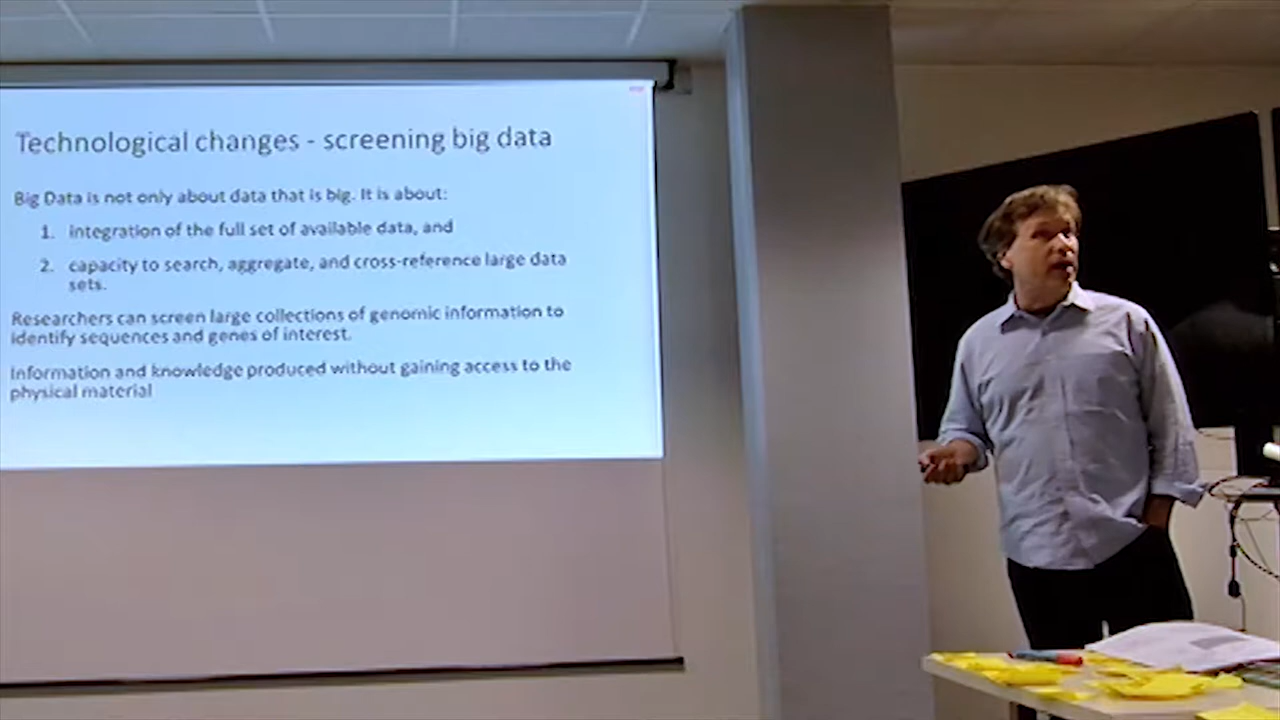 Technological changes - screening big data
Big Data is not only about data that is big. It is about:
1. integration of the full set of available data, and
2. capacity to search, aggregate, and cross-reference large data
sets.
Researchers can screen large collections of genomic information to
identify sequences and genes of interest.
Information and knowledge produced without gaining access to the
physical material